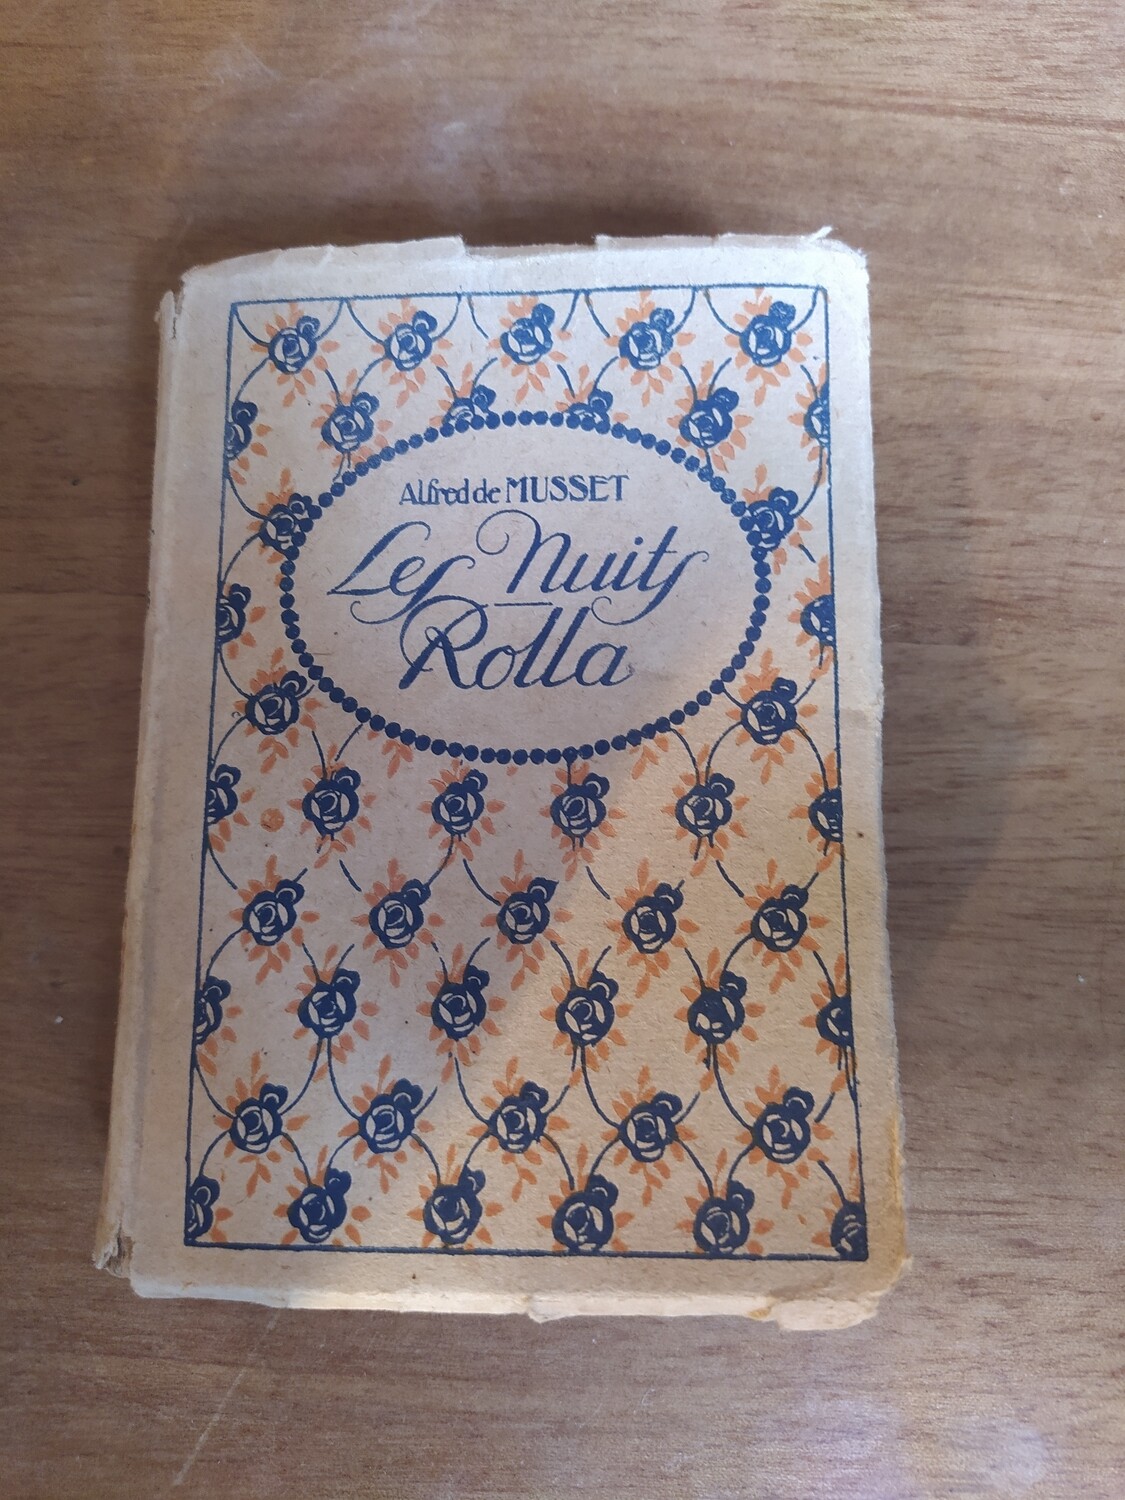 Alfred de MUSSET
Les Nuits
Rolla